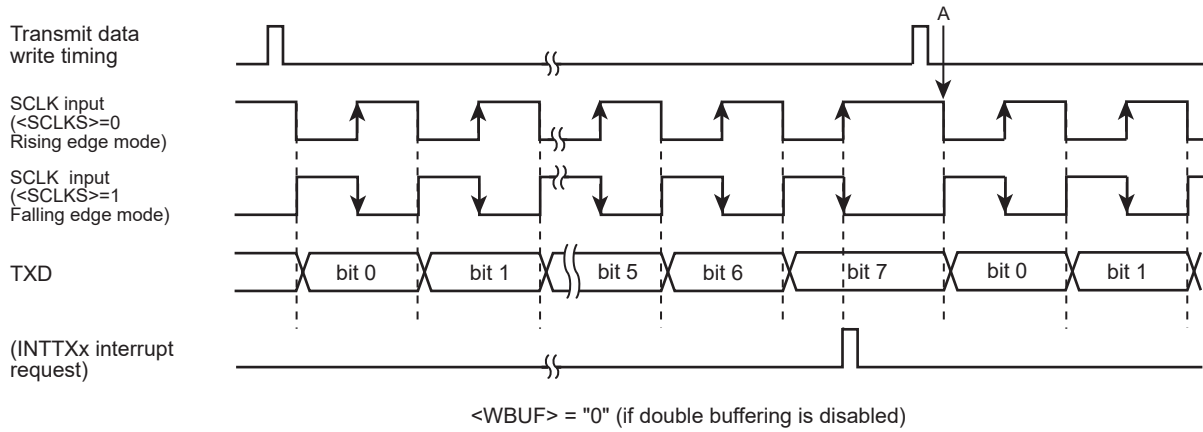 A
Transmit data
write timing
SCLK input
(<SCLKS>=0
Rising edge mode)
SCLK input
(<SCLKS>=1
Falling edge mode)
TXD
bit 0
bit 1
bit 5
bit 6
bit 7
bit 0
bit 1
(INTTXx interrupt
request)
<WBUF> = "0" (if double buffering is disabled)